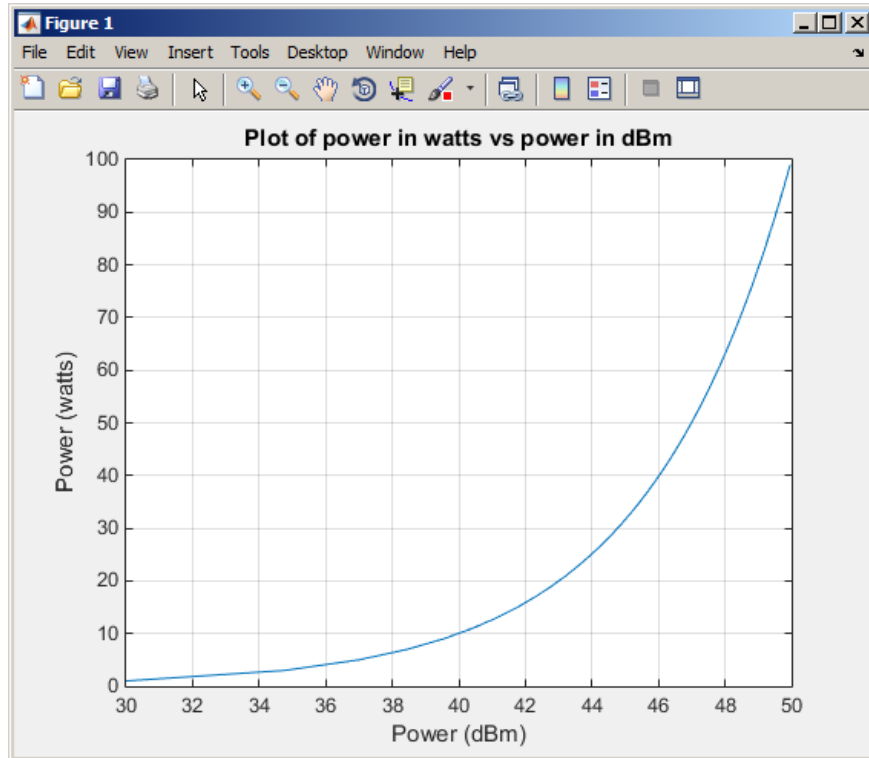 Figure 1
File Edit View Insert Tools Desktop Window Help
Plot of power in watts vs power in dBm
100
90
80
70
60
50
40
30
20
10
0
Power (watts)
30 32 34 36 38 40 42 44 46 48 50
Power (dBm)